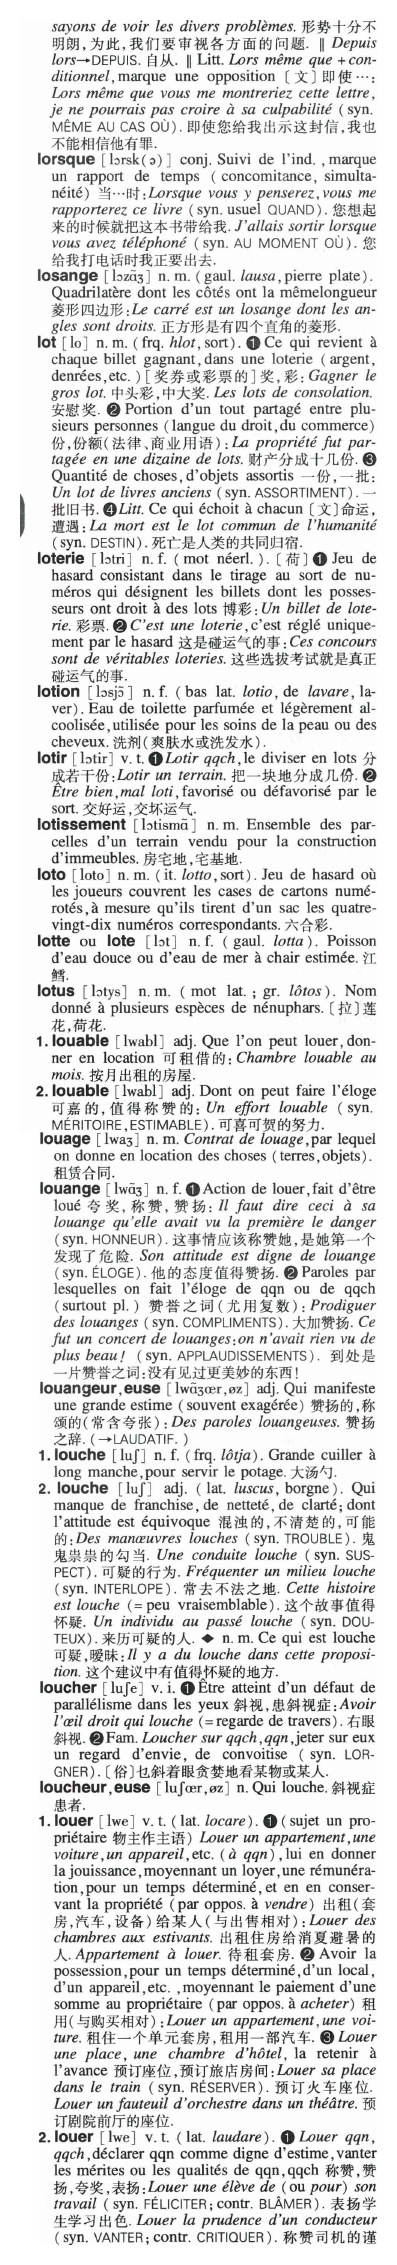 sayons de voir les divers problèmes. 形势十分不
明朗,为此,我们要审视各方面的问题. ‖ Depuis
lors→DEPUIS. 自从. ‖ Litt. Lors même que +con-
ditionnel,marque une opposition〔文〕即使…:
Lors même que vous me montreriez cette lettre,
je ne pourrais pas croire à sa culpabilité (syn.
MÊME AU CAS OÙ). 即使您给我出示这封信,我也
不能相信他有罪.
lorsque [lɔrsk(ə)] conj. Suivi de l'ind. , marque
un rapport de temps (concomitance, simulta-
néité) 当…时:Lorsque vous y penserez,vous me
rapporterez ce livre (syn. usuel QUAND). 您想起
来的时候就把这本书带给我. J'allais sortir lorsque
vous avez téléphoné (syn. AU MOMENT OÙ). 您
给我打电话时我正要出去.
losange [lɔzɑ̃ʒ] n. m. (gaul. lausa,pierre plate).
Quadrilatère dont les côtés ont la mêmelongueur
菱形四边形:Le carré est un losange dont les an-
gles sont droits. 正方形是有四个直角的菱形.
lot [lo] n. m. (frq. hlot,sort). ❶ Ce qui revient à
chaque billet gagnant,dans une loterie (argent,
denrées,etc.)[奖券或彩票的]奖,彩:Gagner le
gros lot. 中头彩,中大奖. Les lots de consolation.
安慰奖. ❷ Portion d'un tout partagé entre plu-
sieurs personnes (langue du droit,du commerce)
份,份额(法律、商业用语):La propriété fut par-
tagée en une dizaine de lots. 财产分成十几份. ❸
Quantité de choses,d'objets assortis 一份,一批:
Un lot de livres anciens (syn. ASSORTIMENT). 一
批旧书. ❹ Litt. Ce qui échoit à chacun〔文〕命运,
遭遇:La mort est le lot commun de l'humanité
(syn. DESTIN). 死亡是人类的共同归宿.
loterie [lɔtri] n. f. (mot néerl.).〔荷〕❶ Jeu de
hasard consistant dans le tirage au sort de nu-
méros qui désignent les billets dont les posses-
seurs ont droit à des lots 博彩:Un billet de lote-
rie. 彩票. ❷ C'est une loterie,c'est réglé unique-
ment par le hasard 这是碰运气的事:Ces concours
sont de véritables loteries. 这些选拔考试就是真正
碰运气的事.
lotion [lɔsjɔ̃] n. f. (bas lat. lotio, de lavare, la-
ver). Eau de toilette parfumée et légèrement al-
coolisée,utilisée pour les soins de la peau ou des
cheveux. 洗剂(爽肤水或洗发水).
lotir [lɔtir] v. t. ❶ Lotir qqch,le diviser en lots 分
成若干份:Lotir un terrain. 把一块地分成几份. ❷
Être bien,mal loti,favorisé ou défavorisé par le
sort. 交好运,交坏运气.
lotissement [lɔtismɑ̃] n. m. Ensemble des par-
celles d'un terrain vendu pour la construction
d'immeubles. 房宅地,宅基地.
loto [loto] n. m. (it. lotto,sort). Jeu de hasard où
les joueurs couvrent les cases de cartons numé-
rotés,à mesure qu'ils tirent d'un sac les quatre-
vingt-dix numéros correspondants. 六合彩.
lotte ou lote [lɔt] n. f. (gaul. lotta). Poisson
d'eau douce ou d'eau de mer à chair estimée. 江
鳕.
lotus [lɔtys] n. m. (mot lat. ; gr. lôtos). Nom
donné à plusieurs espèces de nénuphars.〔拉〕莲
花,荷花.
1. louable [lwabl] adj. Que l'on peut louer,don-
ner en location 可租借的:Chambre louable au
mois. 按月出租的房屋.
2. louable [lwabl] adj. Dont on peut faire l'éloge
可嘉的,值得称赞的: Un effort louable (syn.
MÉRITOIRE,ESTIMABLE). 可喜可贺的努力.
louage [lwaʒ] n. m. Contrat de louage,par lequel
on donne en location des choses (terres,objets).
租赁合同.
louange [lwɑ̃ʒ] n. f. ❶ Action de louer,fait d'être
loué 夸奖,称赞,赞扬: Il faut dire ceci à sa
louange qu'elle avait vu la première le danger
(syn. HONNEUR). 这事情应该称赞她,是她第一个
发现了危险. Son attitude est digne de louange
(syn. ÉLOGE). 他的态度值得赞扬. ❷ Paroles par
lesquelles on fait l'éloge de qqn ou de qqch
(surtout pl.) 赞誉之词(尤用复数): Prodiguer
des louanges (syn. COMPLIMENTS). 大加赞扬. Ce
fut un concert de louanges:on n'avait rien vu de
plus beau! (syn. APPLAUDISSEMENTS). 到处是
一片赞誉之词:没有见过更美妙的东西!
louangeur,euse [lwɑ̃ʒœr,øz] adj. Qui manifeste
une grande estime (souvent exagérée) 赞扬的,称
颂的(常含夸张):Des paroles louangeuses. 赞扬
之辞. (→LAUDATIF.)
1. louche [luʃ] n. f. (frq. lôtja). Grande cuiller à
long manche,pour servir le potage. 大汤勺.
2. louche [luʃ] adj. (lat. luscus, borgne). Qui
manque de franchise, de netteté, de clarté; dont
l'attitude est équivoque 混浊的,不清楚的,可能
的:Des manœuvres louches (syn. TROUBLE). 鬼
鬼祟祟的勾当. Une conduite louche (syn. SUS-
PECT). 可疑的行为. Fréquenter un milieu louche
(syn. INTERLOPE). 常去不法之地. Cette histoire
est louche (= peu vraisemblable). 这个故事值得
怀疑. Un individu au passé louche (syn. DOU-
TEUX). 来历可疑的人. ◆ n. m. Ce qui est louche
可疑,暧昧:Il y a du louche dans cette proposi-
tion. 这个建议中有值得怀疑的地方.
loucher [luʃe] v. i. ❶ Être atteint d'un défaut de
parallélisme dans les yeux 斜视,患斜视症:Avoir
l'œil droit qui louche (= regarde de travers). 右眼
斜视. ❷ Fam. Loucher sur qqch,qqn,jeter sur eux
un regard d'envie, de convoitise (syn. LOR-
GNER).〔俗〕乜斜着眼贪婪地看某物或某人.
loucheur,euse [luʃœr,øz] n. Qui louche. 斜视症
患者.
1. louer [lwe] v. t. (lat. locare). ❶ (sujet un pro-
priétaire 物主作主语) Louer un appartement,une
voiture,un appareil,etc. (à qqn),lui en donner
la jouissance,moyennant un loyer,une rémunéra-
tion,pour un temps déterminé,et en en conser-
vant la propriété (par oppos. à vendre) 出租(套
房,汽车,设备)给某人(与出售相对):Louer des
chambres aux estivants. 出租住房给消夏避暑的
人. Appartement à louer. 待租套房. ❷ Avoir la
possession,pour un temps déterminé,d'un local,
d'un appareil,etc. ,moyennant le paiement d'une
somme au propriétaire (par oppos. à acheter) 租
用(与购买相对):Louer un appartement,une voi-
ture. 租住一个单元套房,租用一部汽车. ❸ Louer
une place, une chambre d'hôtel, la retenir à
l'avance 预订座位,预订旅店房间:Louer sa place
dans le train (syn. RÉSERVER). 预订火车座位.
Louer un fauteuil d'orchestre dans un théâtre. 预
订剧院前厅的座位.
2. louer [lwe] v. t. (lat. laudare). ❶ Louer qqn,
qqch,déclarer qqn comme digne d'estime,vanter
les mérites ou les qualités de qqn,qqch 称赞,赞
扬,夸奖,表扬:Louer une élève de (ou pour) son
travail (syn. FÉLICITER; contr. BLÂMER). 表扬学
生学习出色. Louer la prudence d'un conducteur
(syn. VANTER; contr. CRITIQUER). 称赞司机的谨